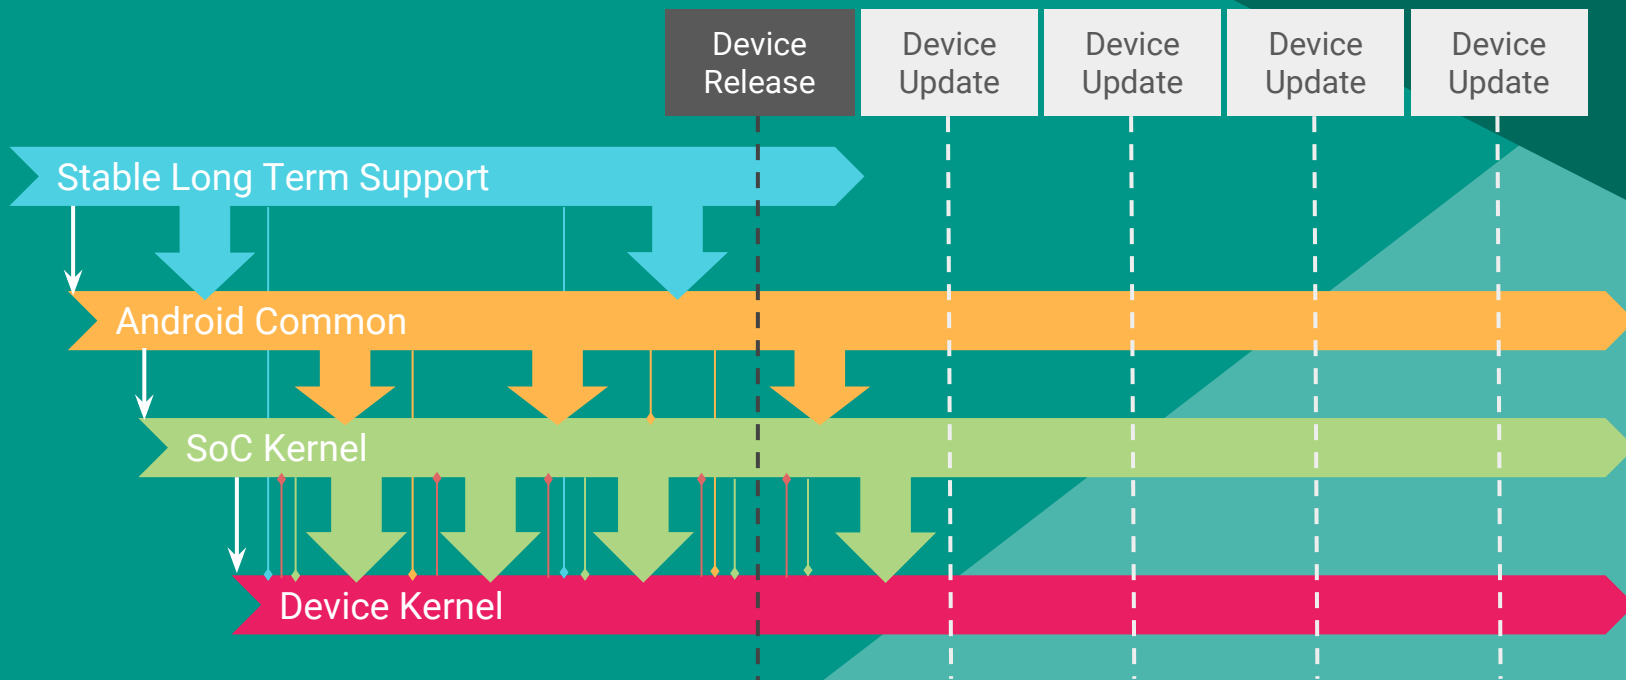 Device
Release
Device
Update
Device
Update
Device
Update
Device
Update
Stable Long Term Support
Android Common
SoC Kernel
Device Kernel